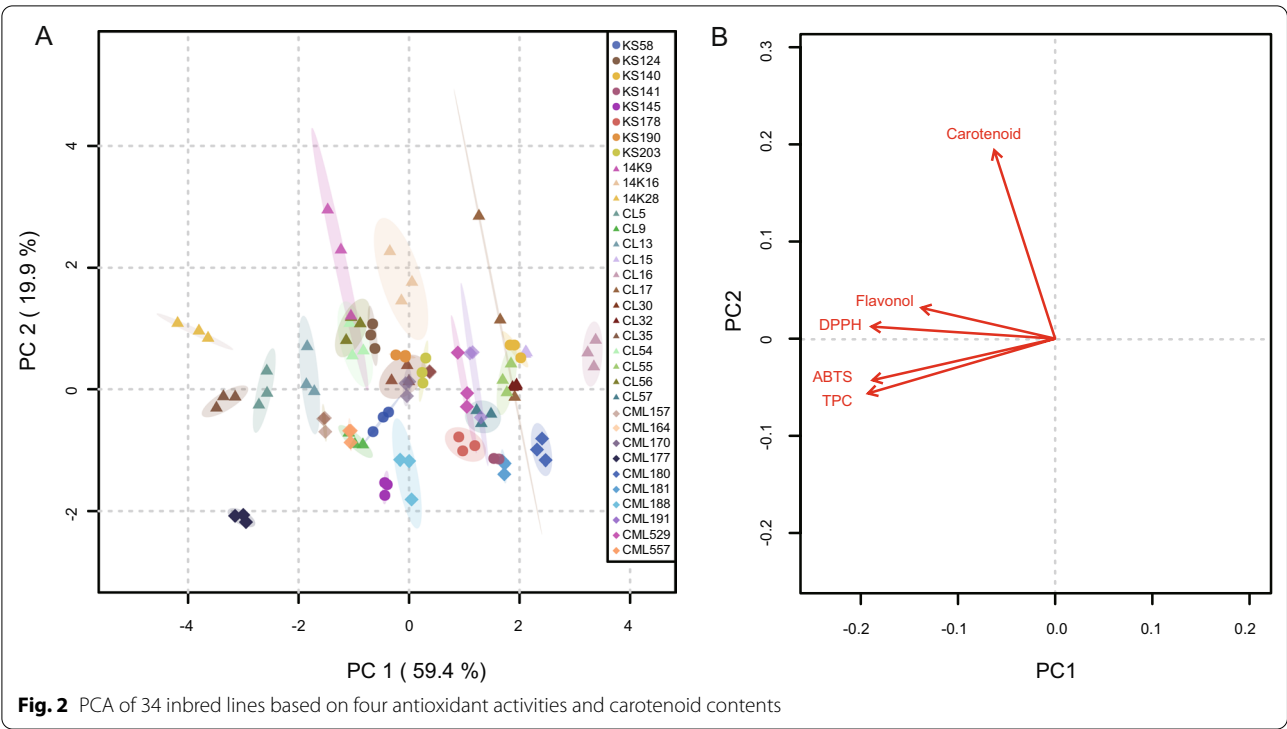 A
PC 2 ( 19.9 %)
4
2
0
-2
-4
-2
0
2
4
PC 1 ( 59.4 %)
KS58
KS124
KS140
KS141
KS145
KS178
KS190
KS203
14K9
14K16
14K28
CL5
CL9
CL13
CL15
CL16
CL17
CL30
CL32
CL35
CL54
CL55
CL56
CL57
CML157
CML164
CML170
CML177
CML180
CML181
CML188
CML191
CML529
CML557
B
PC2
0.3
0.2
0.1
0
-0.1
-0.2
Carotenoid
Flavonol
DPPH
ABTS
TPC
-0.2
-0.1
0.0
0.1
0.2
PC1
Fig. 2 PCA of 34 inbred lines based on four antioxidant activities and carotenoid contents